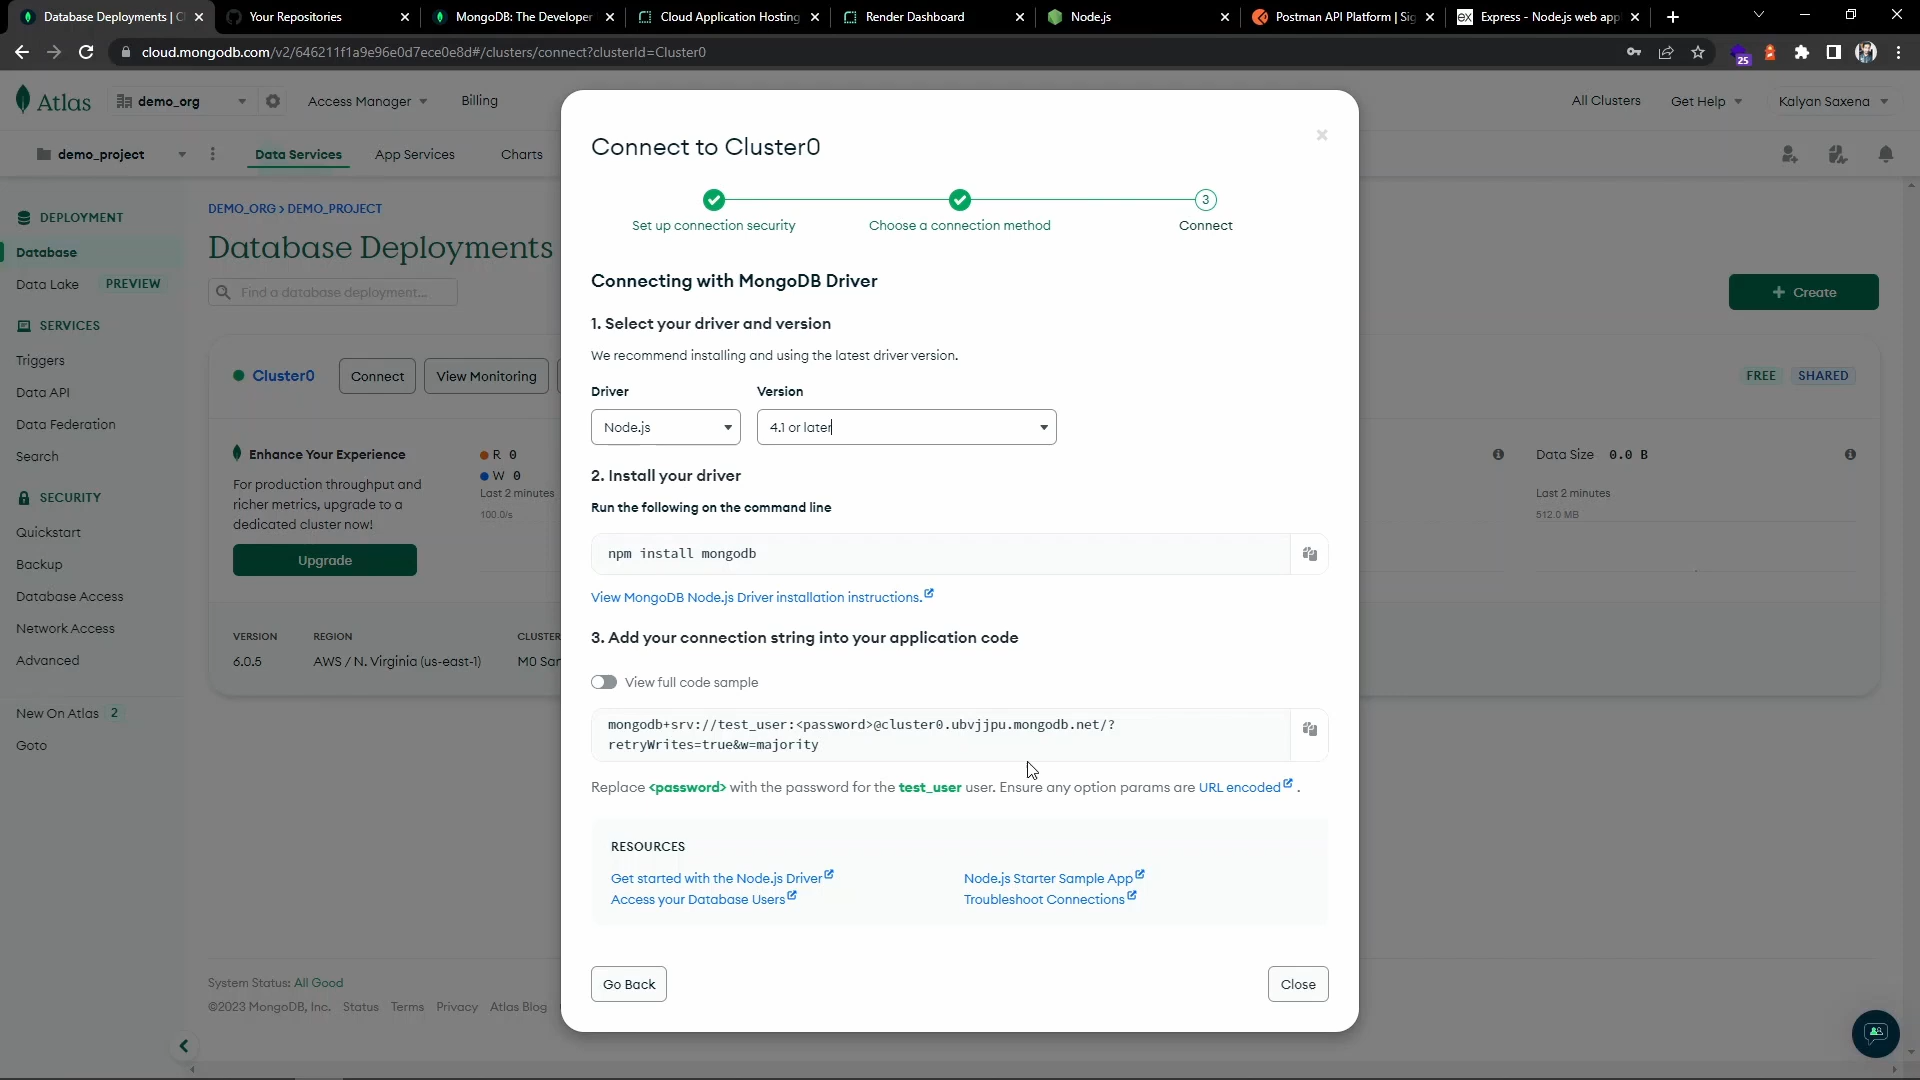 Database Deployments | C
Your Repositories
MongoDB: The Developer
Cloud Application Hosting
Render Dashboard
Node.js
Postman API Platform | Sig
Express - Node.js web app
cloud.mongodb.com/v2/646211f1a9e96e0d7ece0e8d#/clusters/connect?clusterId=Cluster0
25
Atlas
demo_org
Access Manager
Billing
All Clusters
Get Help
Kalyan Saxena
demo_project
Data Services
App Services
Charts
DEPLOYMENT
Database
Data Lake
PREVIEW
SERVICES
Triggers
Data API
Data Federation
Search
SECURITY
Quickstart
Backup
Database Access
Network Access
Advanced
New On Atlas 2
Goto
DEMO_ORG > DEMO_PROJECT
Database Deployments
Find a database deployment...
+ Create
Cluster0
Connect
View Monitoring
FREE
SHARED
Enhance Your Experience
For production throughput and
richer metrics, upgrade to a
dedicated cluster now!
Upgrade
R 0
W 0
Last 2 minutes
100.0/s
Data Size 0.0 B
Last 2 minutes
512.0 MB
VERSION
6.0.5
REGION
AWS / N. Virginia (us-east-1)
CLUSTER
M0 San
System Status: All Good
©2023 MongoDB, Inc.
Status
Terms
Privacy
Atlas Blog
Connect to Cluster0
Set up connection security
Choose a connection method
3
Connect
Connecting with MongoDB Driver
1. Select your driver and version
We recommend installing and using the latest driver version.
Driver
Version
Node.js
4.1 or later
2. Install your driver
Run the following on the command line
npm install mongodb
View MongoDB Node.js Driver installation instructions.
3. Add your connection string into your application code
View full code sample
mongodb+srv://test_user:<password>@cluster0.ubvjjpu.mongodb.net/?
retryWrites=true&w=majority
Replace <password> with the password for the test_user user. Ensure any option params are URL encoded .
RESOURCES
Get started with the Node.js Driver
Node.js Starter Sample App
Access your Database Users
Troubleshoot Connections
Go Back
Close